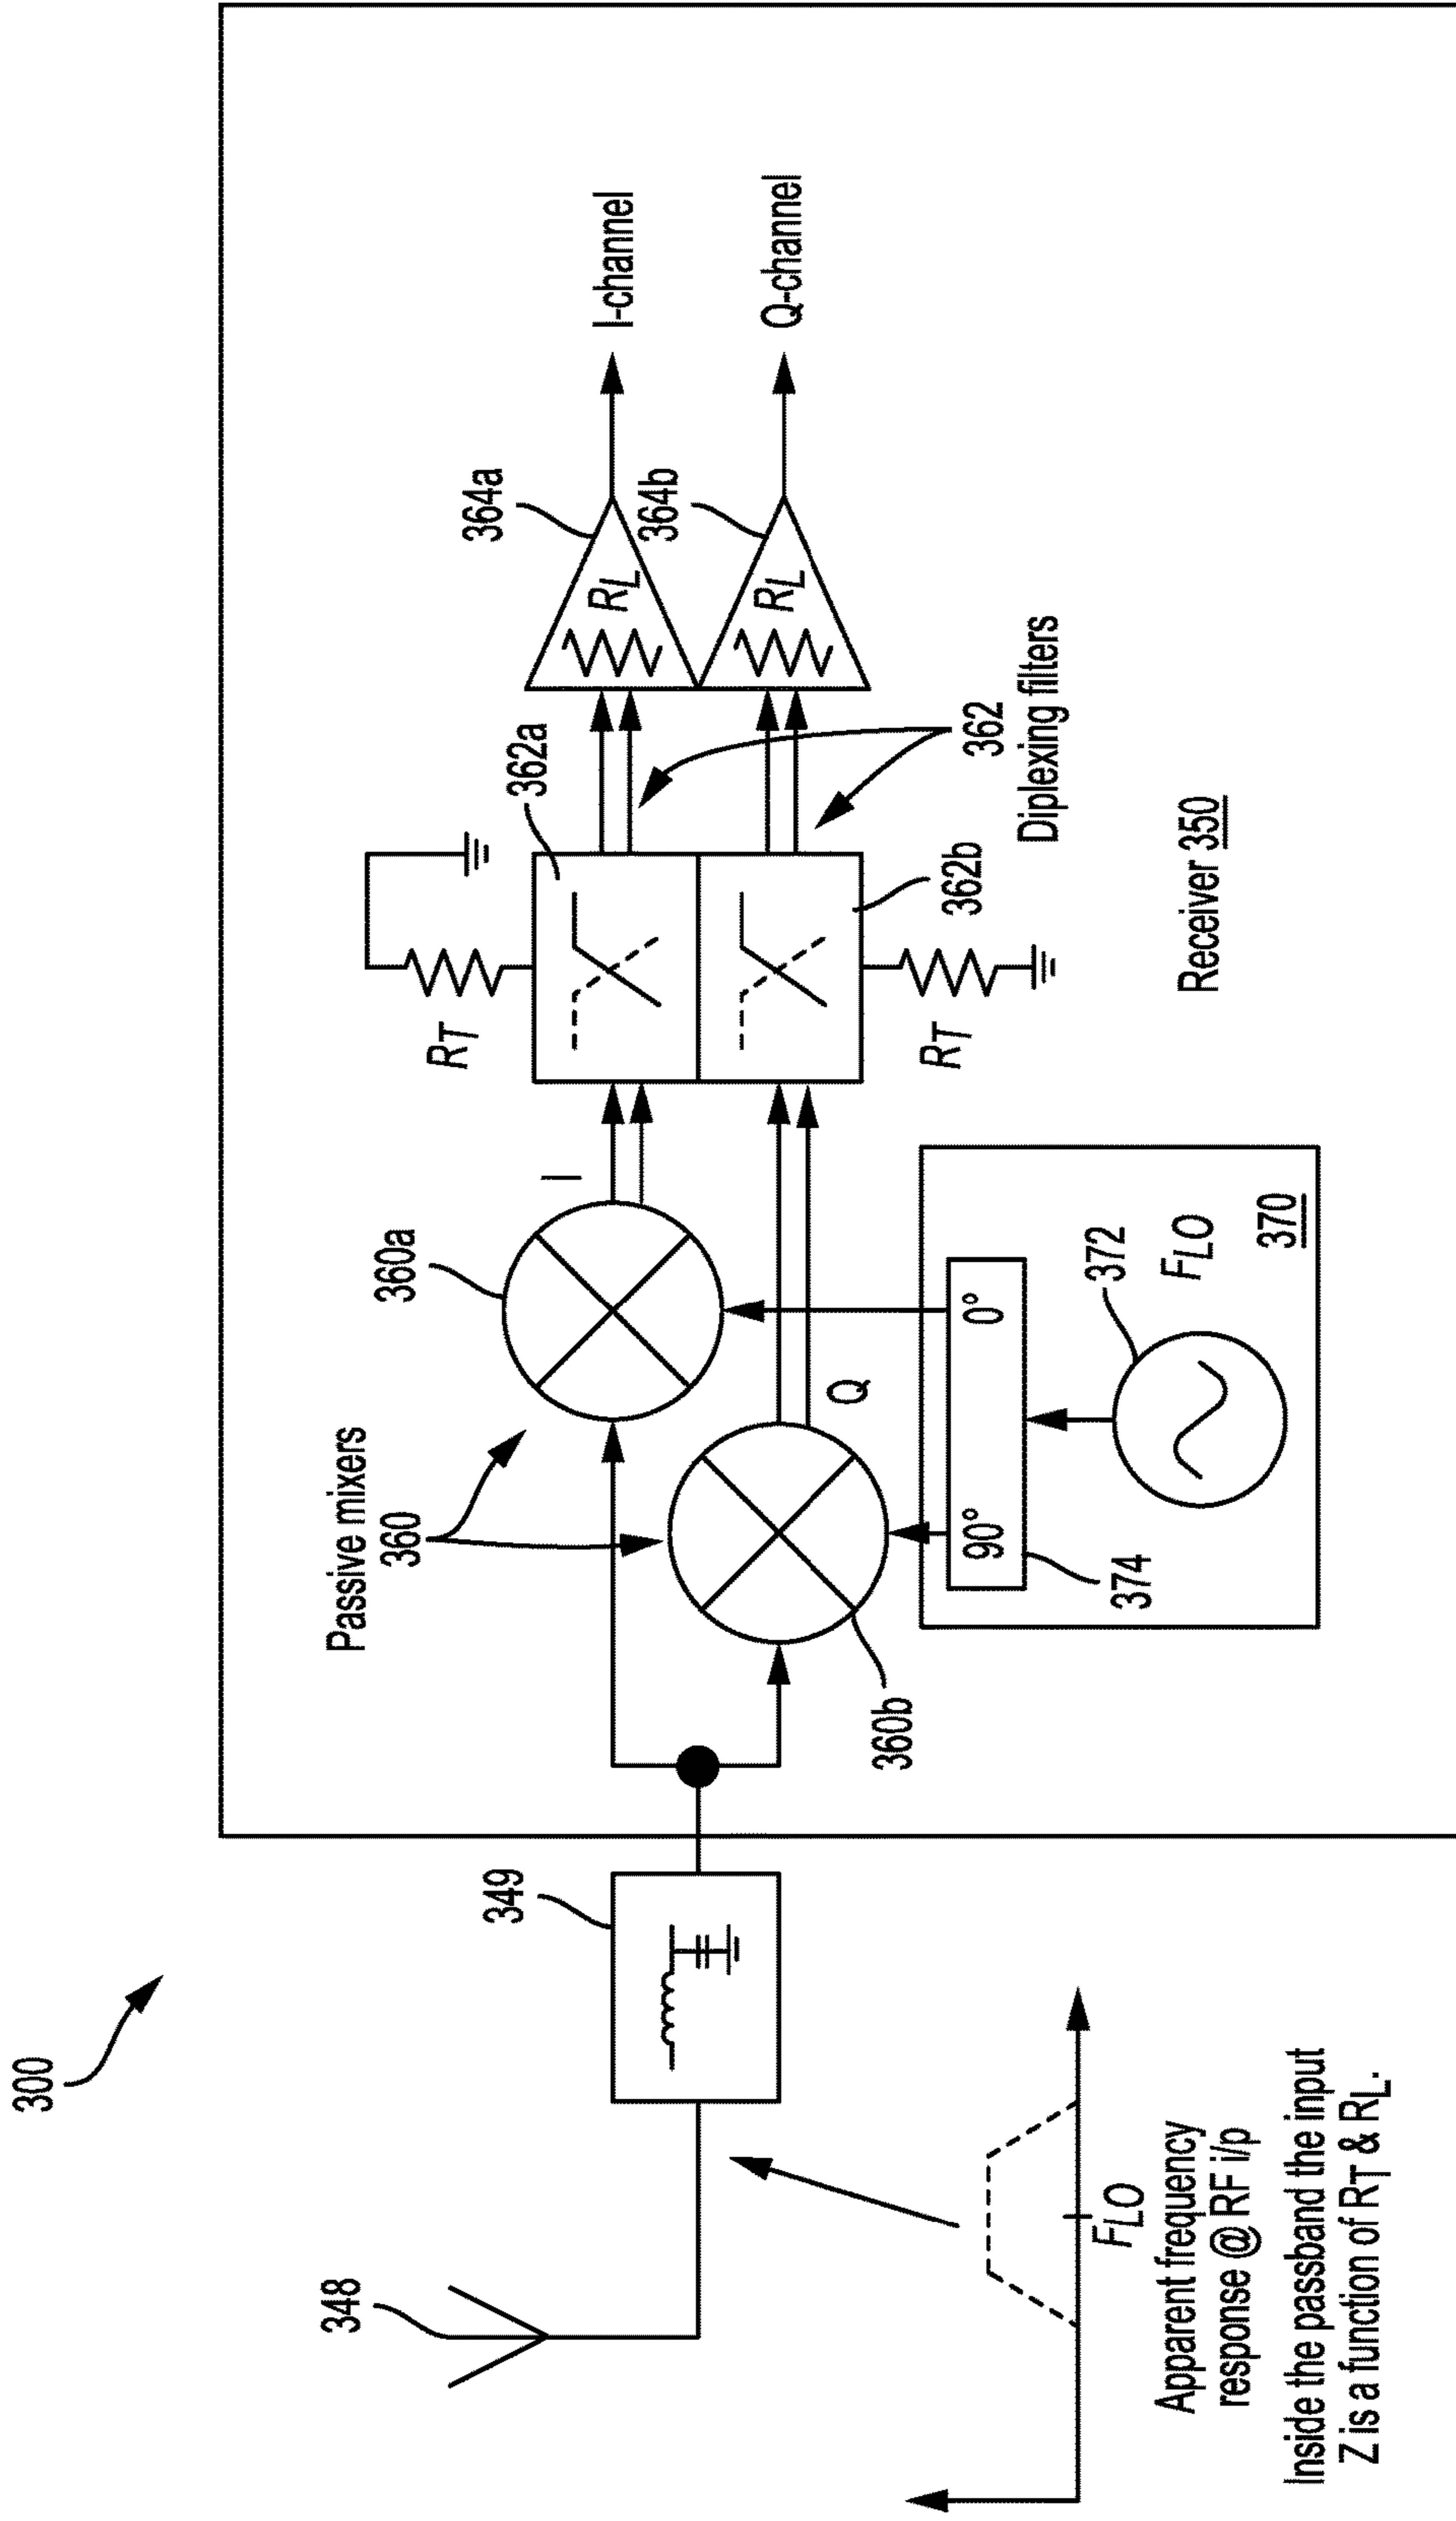 300
348
349
Passive mixers
360
360a
360b
I
Q
R_T
R_T
362a
362b
362
Diplexing filters
364a
364b
R_L
R_L
I-channel
Q-channel
90°
0°
374
372
F_LO
370
Receiver 350
F_LO
Apparent frequency
response @ RF i/p
Inside the passband the input
Z is a function of R_T & R_L.